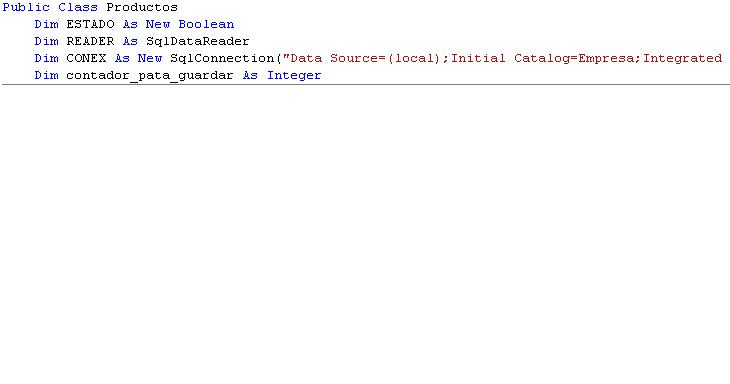 Public Class Productos
Dim ESTADO As New Boolean
Dim READER As SqlDataReader
Dim CONEX As New SqlConnection("Data Source=(local);Initial Catalog=Empresa;Integrated
Dim contador_pata_guardar As Integer